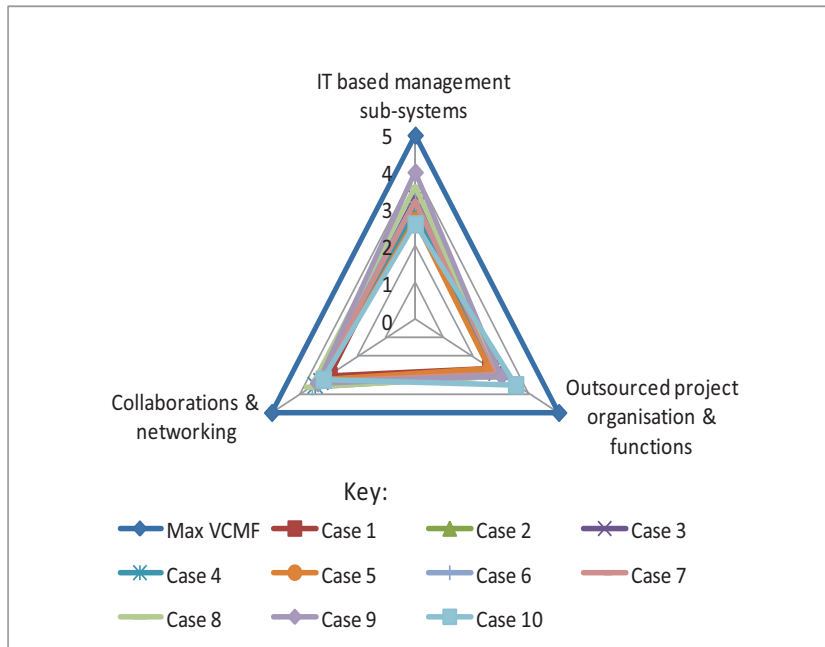 IT based management
sub-systems
5
4
3
2
1
0
Collaborations &
networking
Outsourced project
organisation &
functions
Key:
Max VCMF Case 1 Case 2 Case 3
Case 4 Case 5 Case 6 Case 7
Case 8 Case 9 Case 10